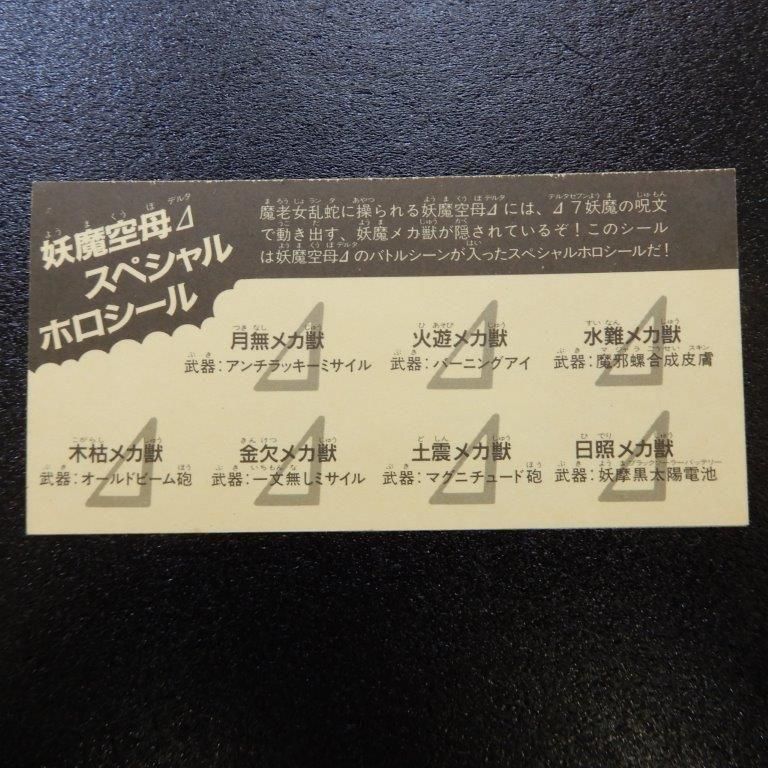 妖魔空母⊿
スペシャル
ホロシール
魔老女乱蛇に操られる妖魔空母⊿には、⊿7妖魔の呪文
で動き出す、妖魔メカ獣が隠されているぞ!このシール
は妖魔空母⊿のバトルシーンが入ったスペシャルホロシールだ!
月無メカ獣
武器:アンチラッキーミサイル
火遊メカ獣
武器:バーニングアイ
水難メカ獣
武器:魔邪螺合成皮膚
木枯メカ獣
武器:オールドビーム砲
金欠メカ獣
武器:一文無しミサイル
土震メカ獣
武器:マグニチュード砲
日照メカ獣
武器:妖摩黒太陽電池